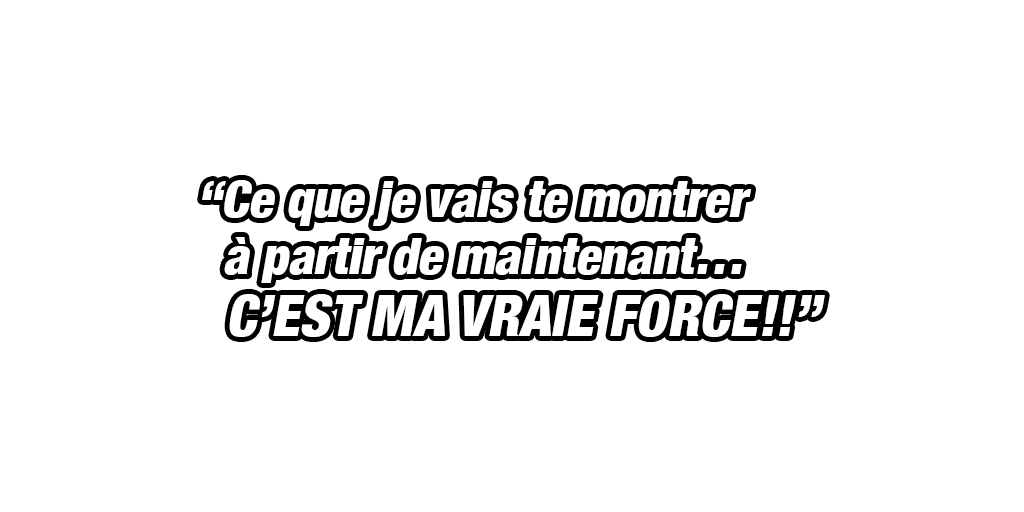 “Ce que je vais te montrer
à partir de maintenant...
C’EST MA VRAIE FORCE!!”